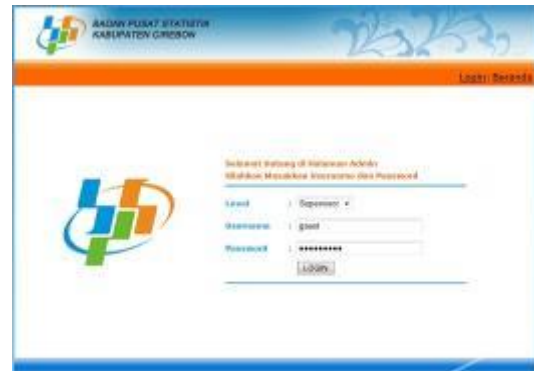 BADAN PUSAT STATISTIK
KABUPATEN CIREBON
Login Beranda
Selamat Datang di Halaman Admin
Silahkan Masukkan Username dan Password
Level : Supervisor
Username :
Password : •••••••••
LOGIN